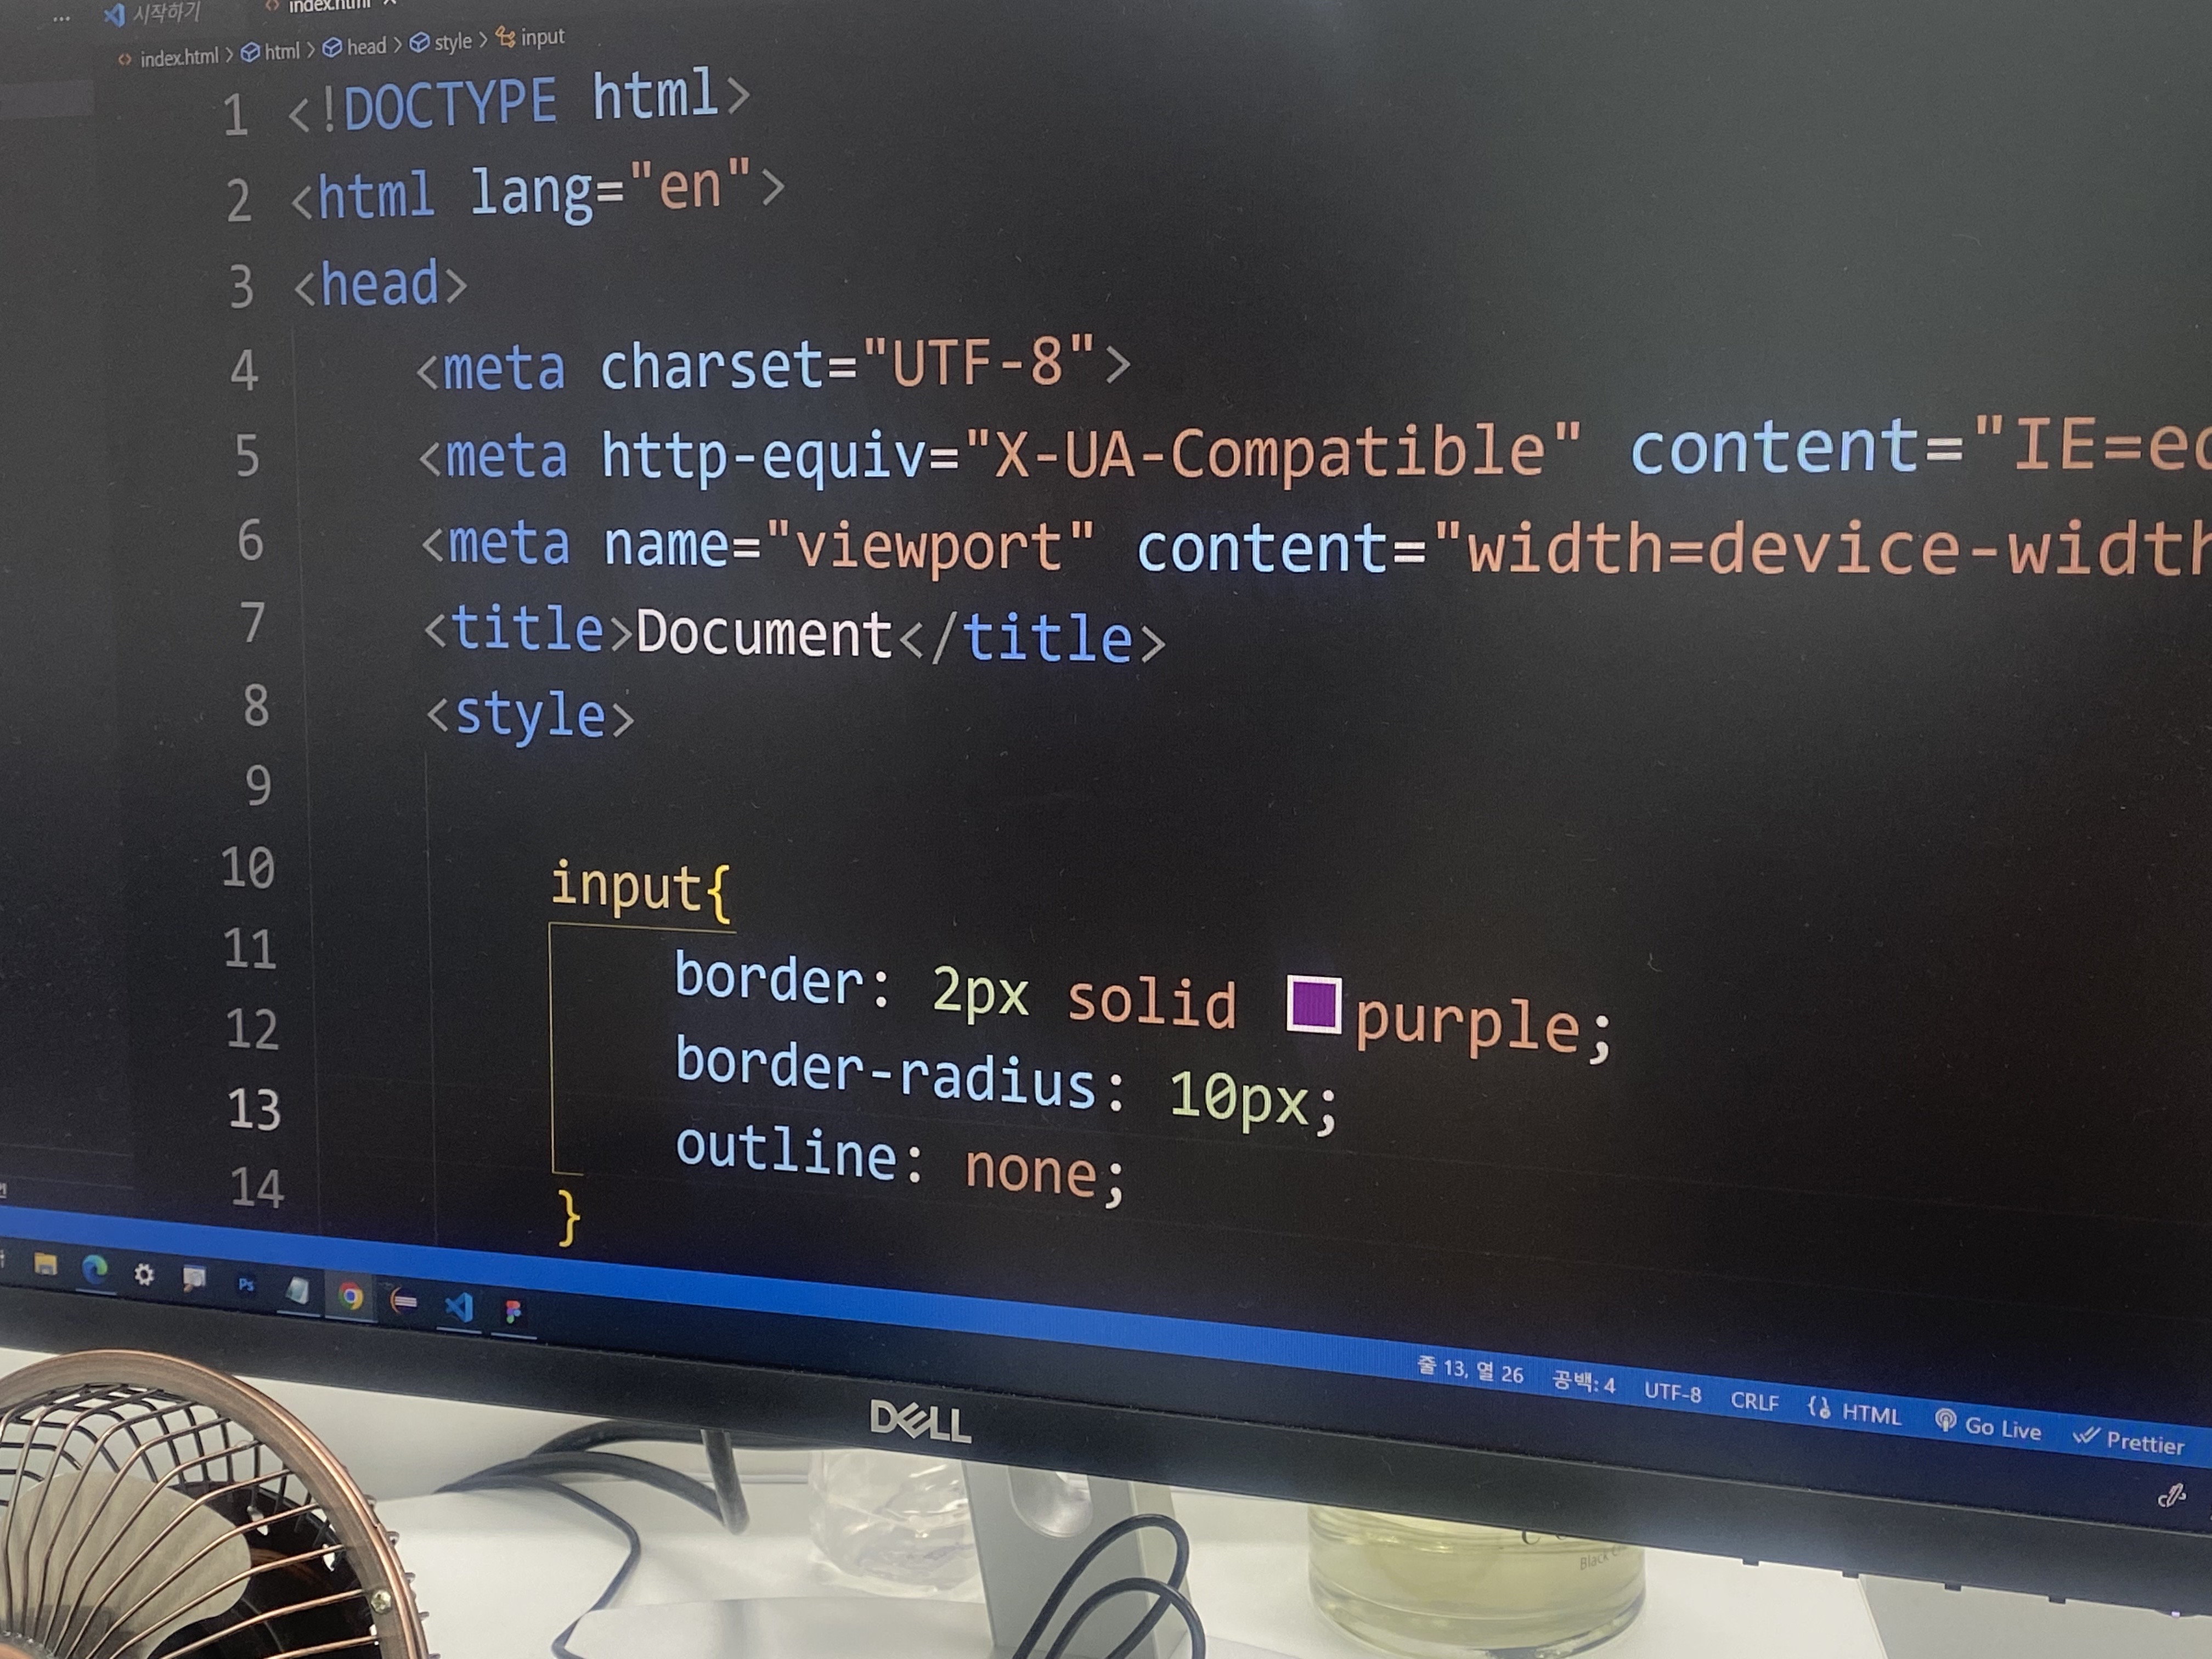 시작하기 index.html
index.html > html > head > style > input
1 <!DOCTYPE html>
2 <html lang="en">
3 <head>
4 <meta charset="UTF-8">
5 <meta http-equiv="X-UA-Compatible" content="IE=ed
6 <meta name="viewport" content="width=device-width
7 <title>Document</title>
8 <style>
9
10 input{
11 border: 2px solid purple;
12 border-radius: 10px;
13 outline: none;
14 }
줄 13, 열 26 공백: 4 UTF-8 CRLF HTML Go Live Prettier
Ps
DELL
Black